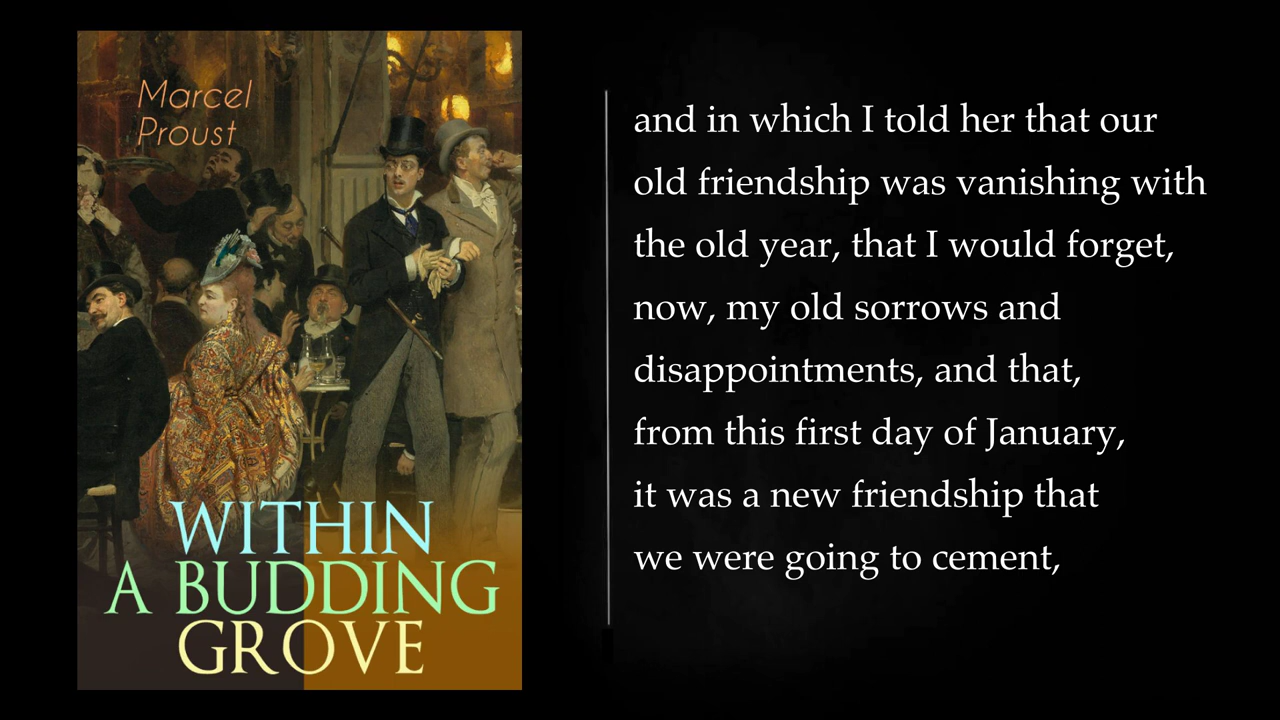 Marcel
Proust
WITHIN
A BUDDING
GROVE
and in which I told her that our
old friendship was vanishing with
the old year, that I would forget,
now, my old sorrows and
disappointments, and that,
from this first day of January,
it was a new friendship that
we were going to cement,